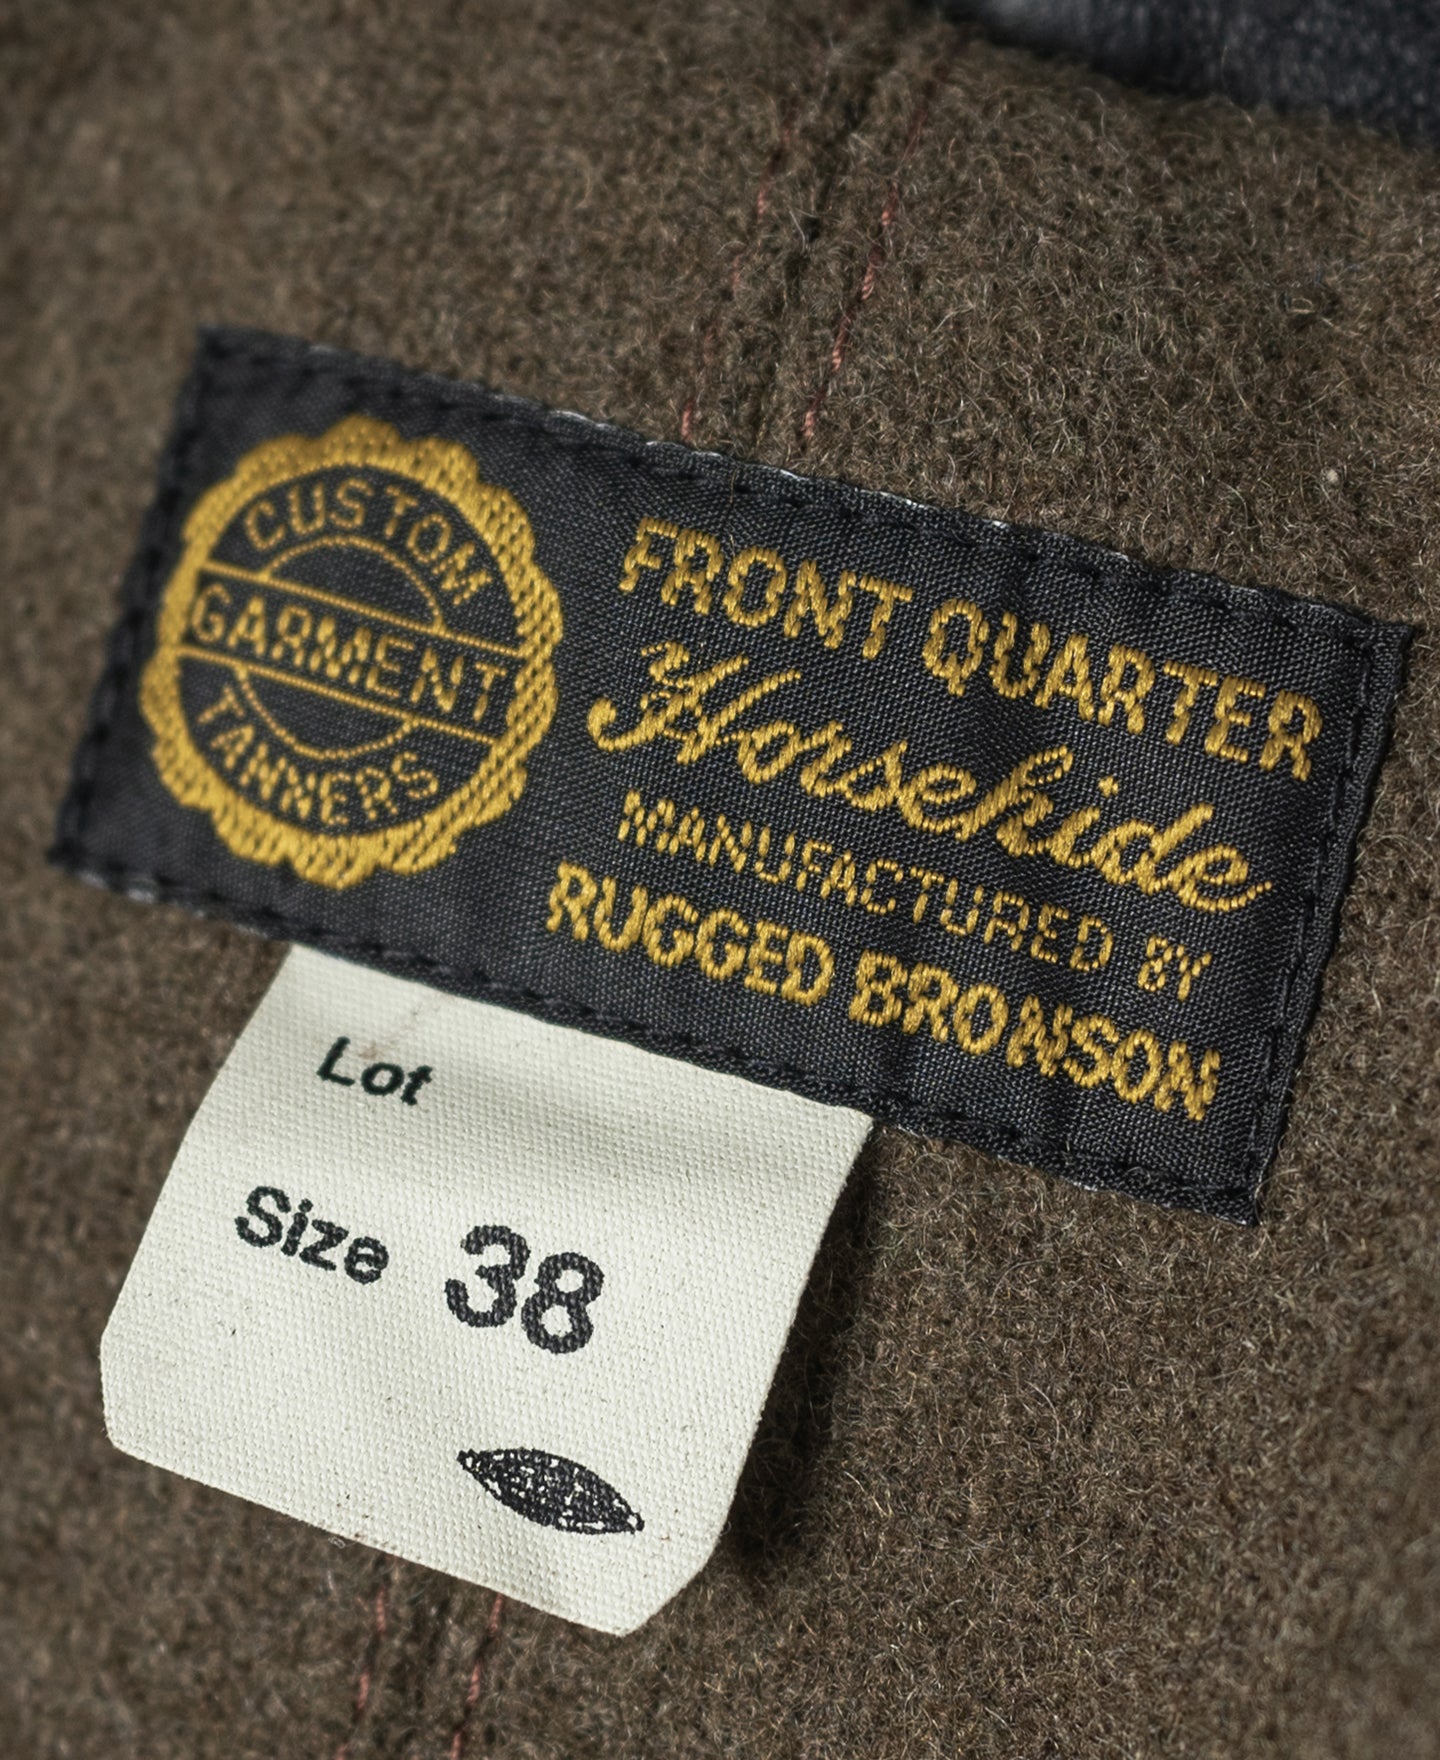 CUSTOM
GARMENT
TANNERS
FRONT QUARTER
Horsehide
MANUFACTURED BY
RUGGED BRONSON
Lot
Size 38